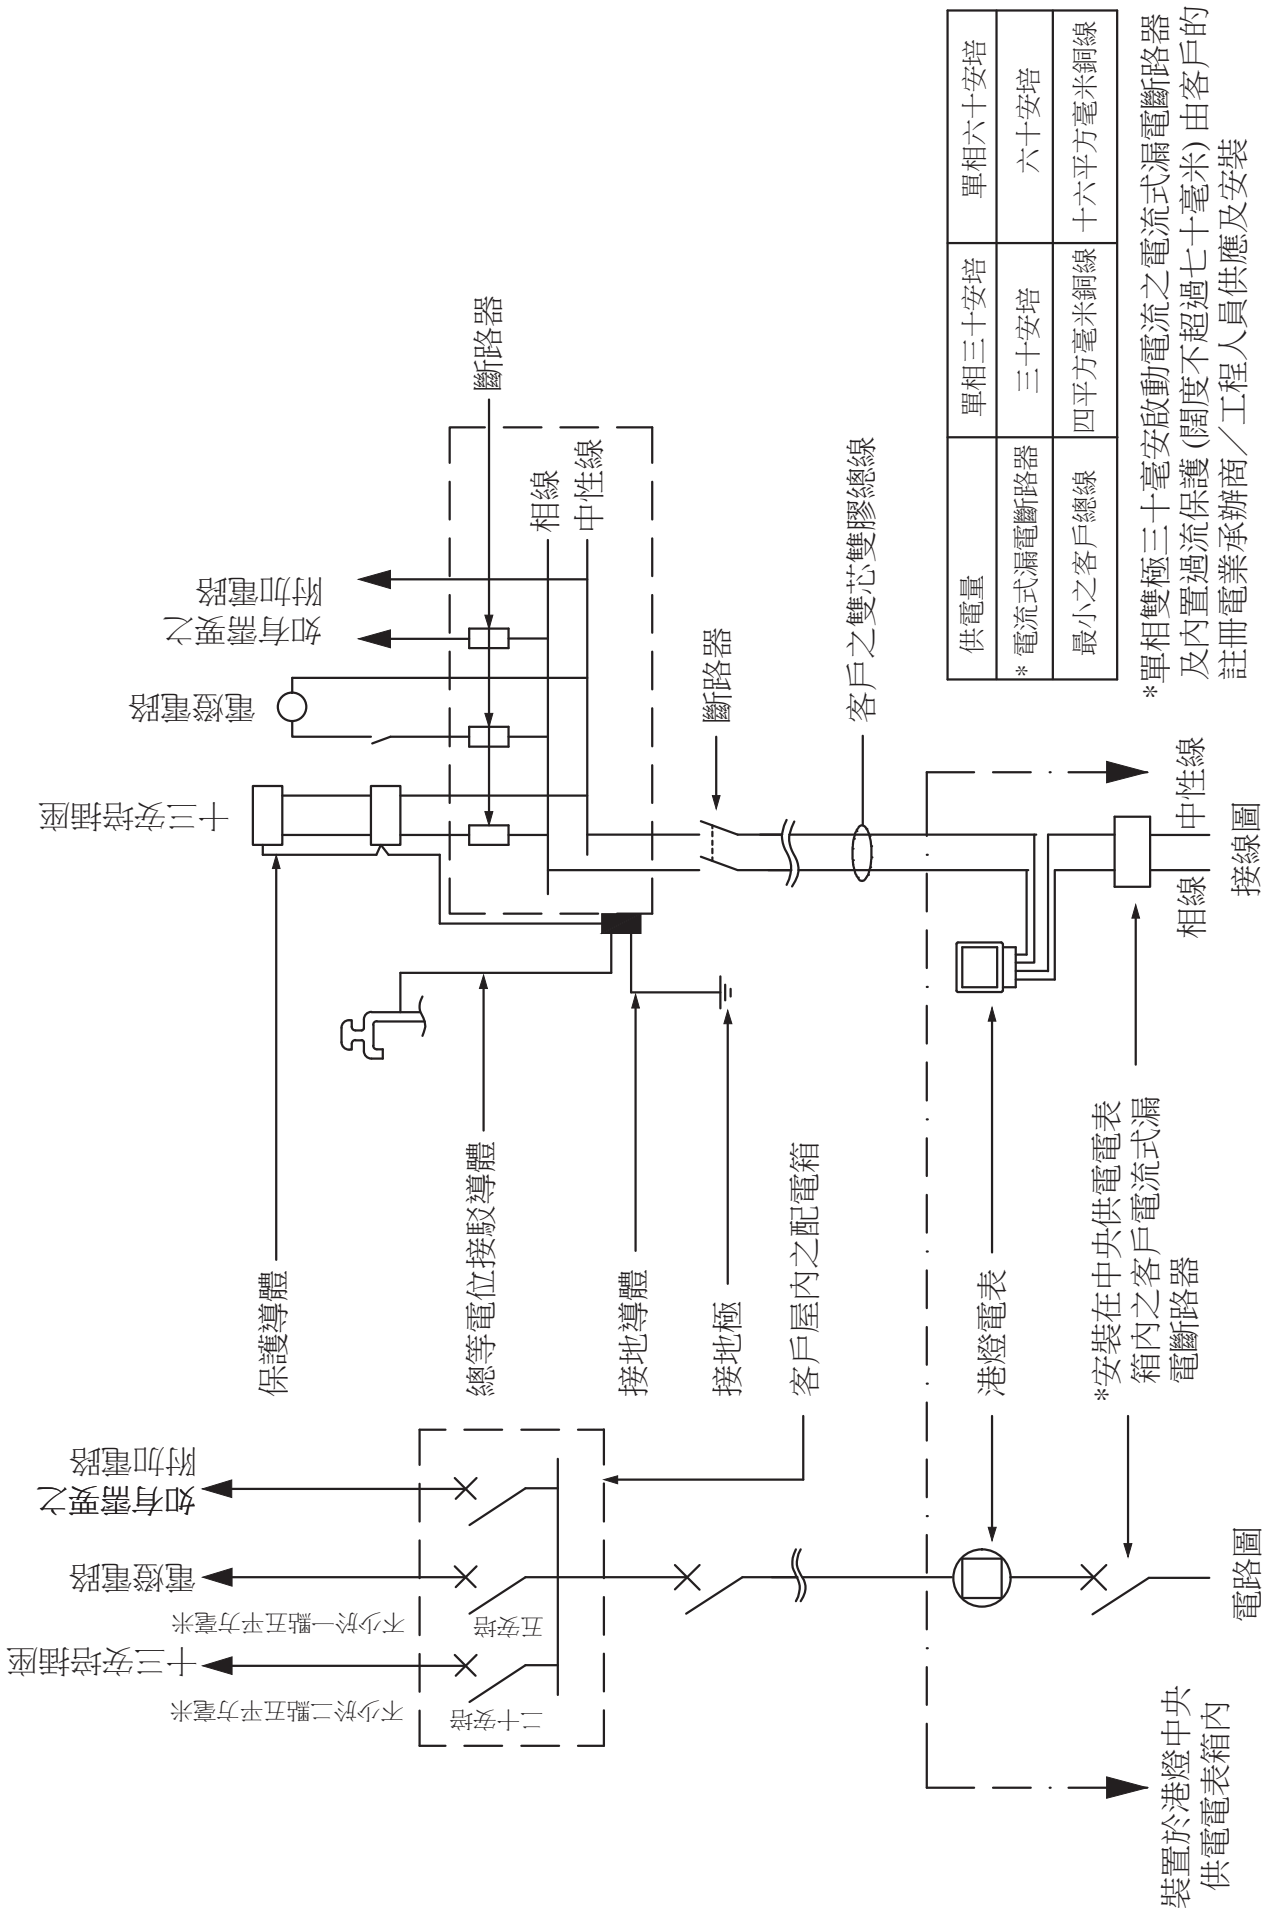 十三安培插座
電燈電路
如有需要之
附加電路
斷路器
相線
中性線
斷路器
客戶之雙芯雙膠總線
保護導體
總等電位接駁導體
接地導體
接地極
客戶屋內之配電箱
港燈電表
*安裝在中央供電電表
箱內之客戶電流式漏
電斷路器
相線
中性線
接線圖
十三安培插座
不少於二點五平方毫米
二十安培
電燈電路
不少於一點五平方毫米
五安培
如有需要之
附加電路
裝置於港燈中央
供電電表箱內
電路圖
供電量 單相三十安培 單相六十安培
*電流式漏電斷路器 三十安培 六十安培
最小之客戶總線 四平方毫米銅線 十六平方毫米銅線
*單相雙極三十毫安啟動電流之電流式漏電斷路器
及內置過流保護 (闊度不超過七十毫米) 由客戶的
註冊電業承辦商／工程人員供應及安裝